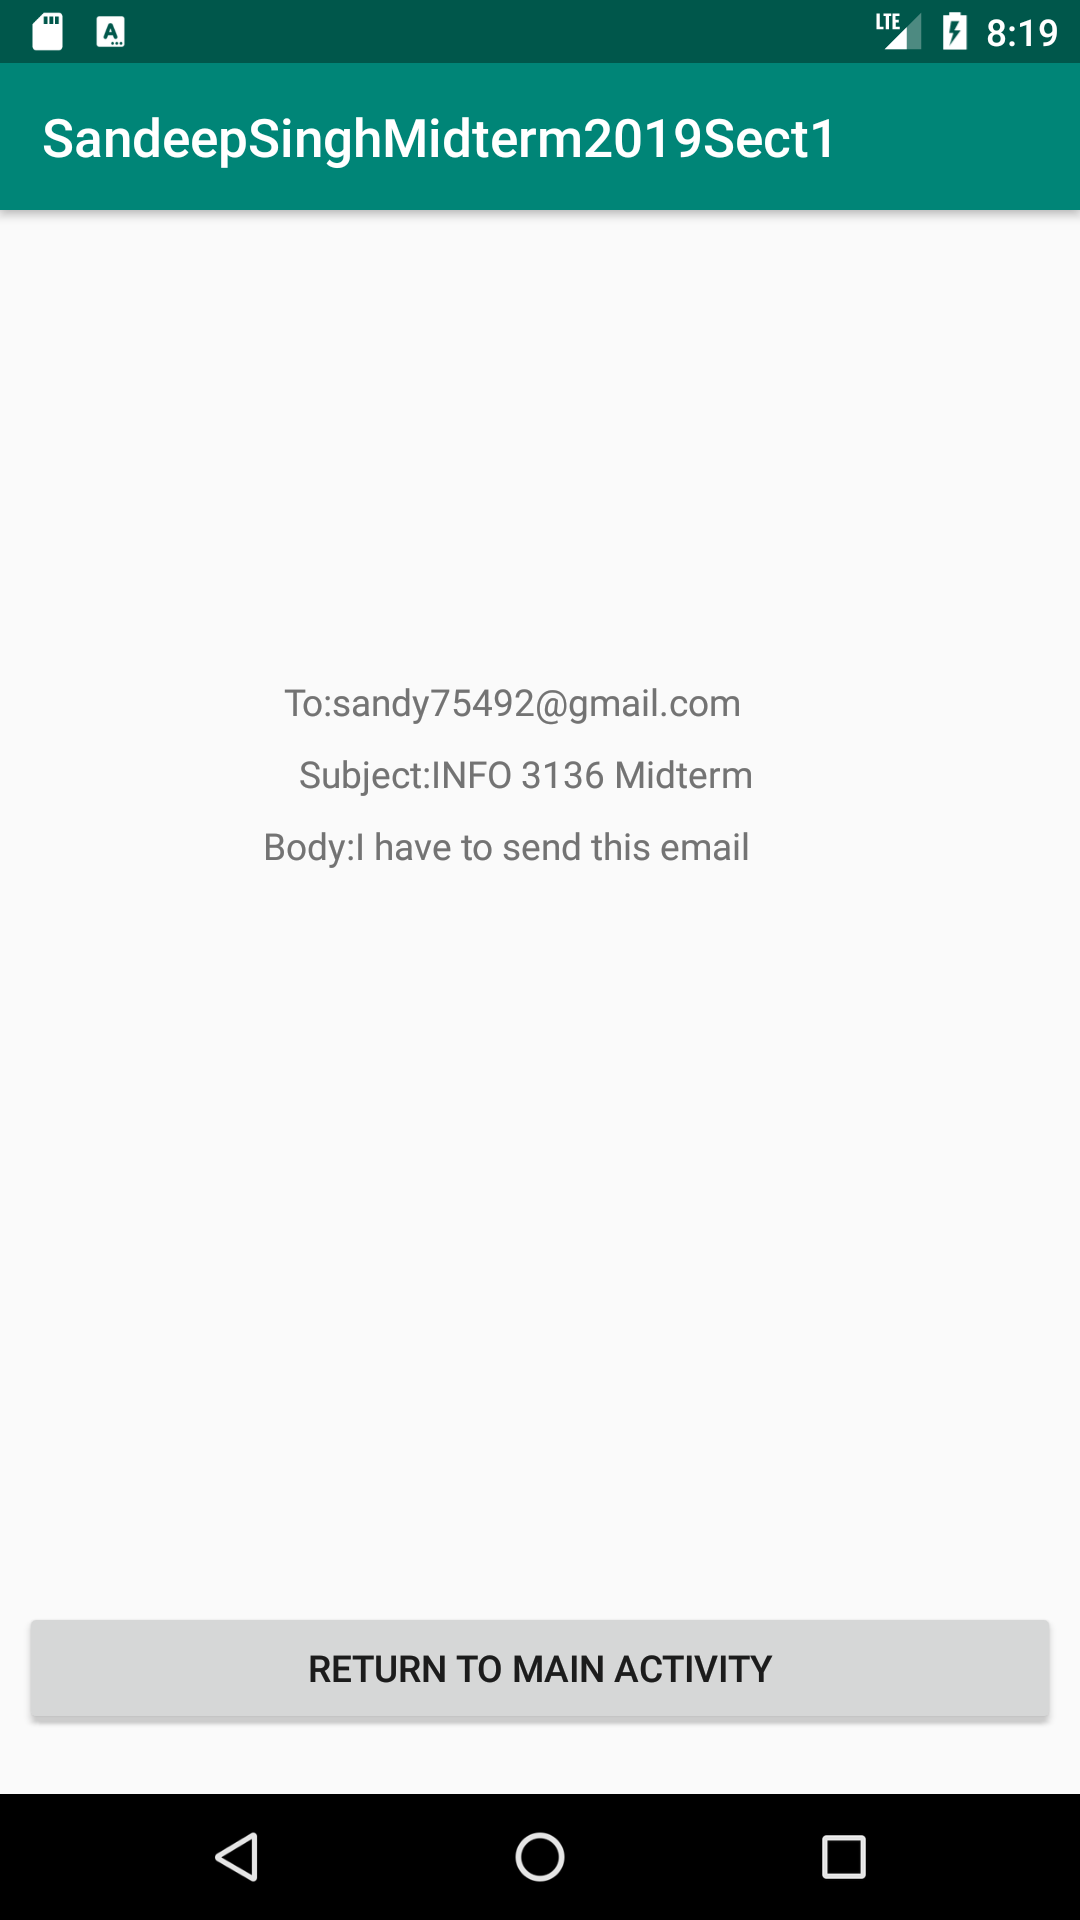 LTE 8:19
SandeepSinghMidterm2019Sect1
To:sandy75492@gmail.com
Subject:INFO 3136 Midterm
Body:I have to send this email
RETURN TO MAIN ACTIVITY